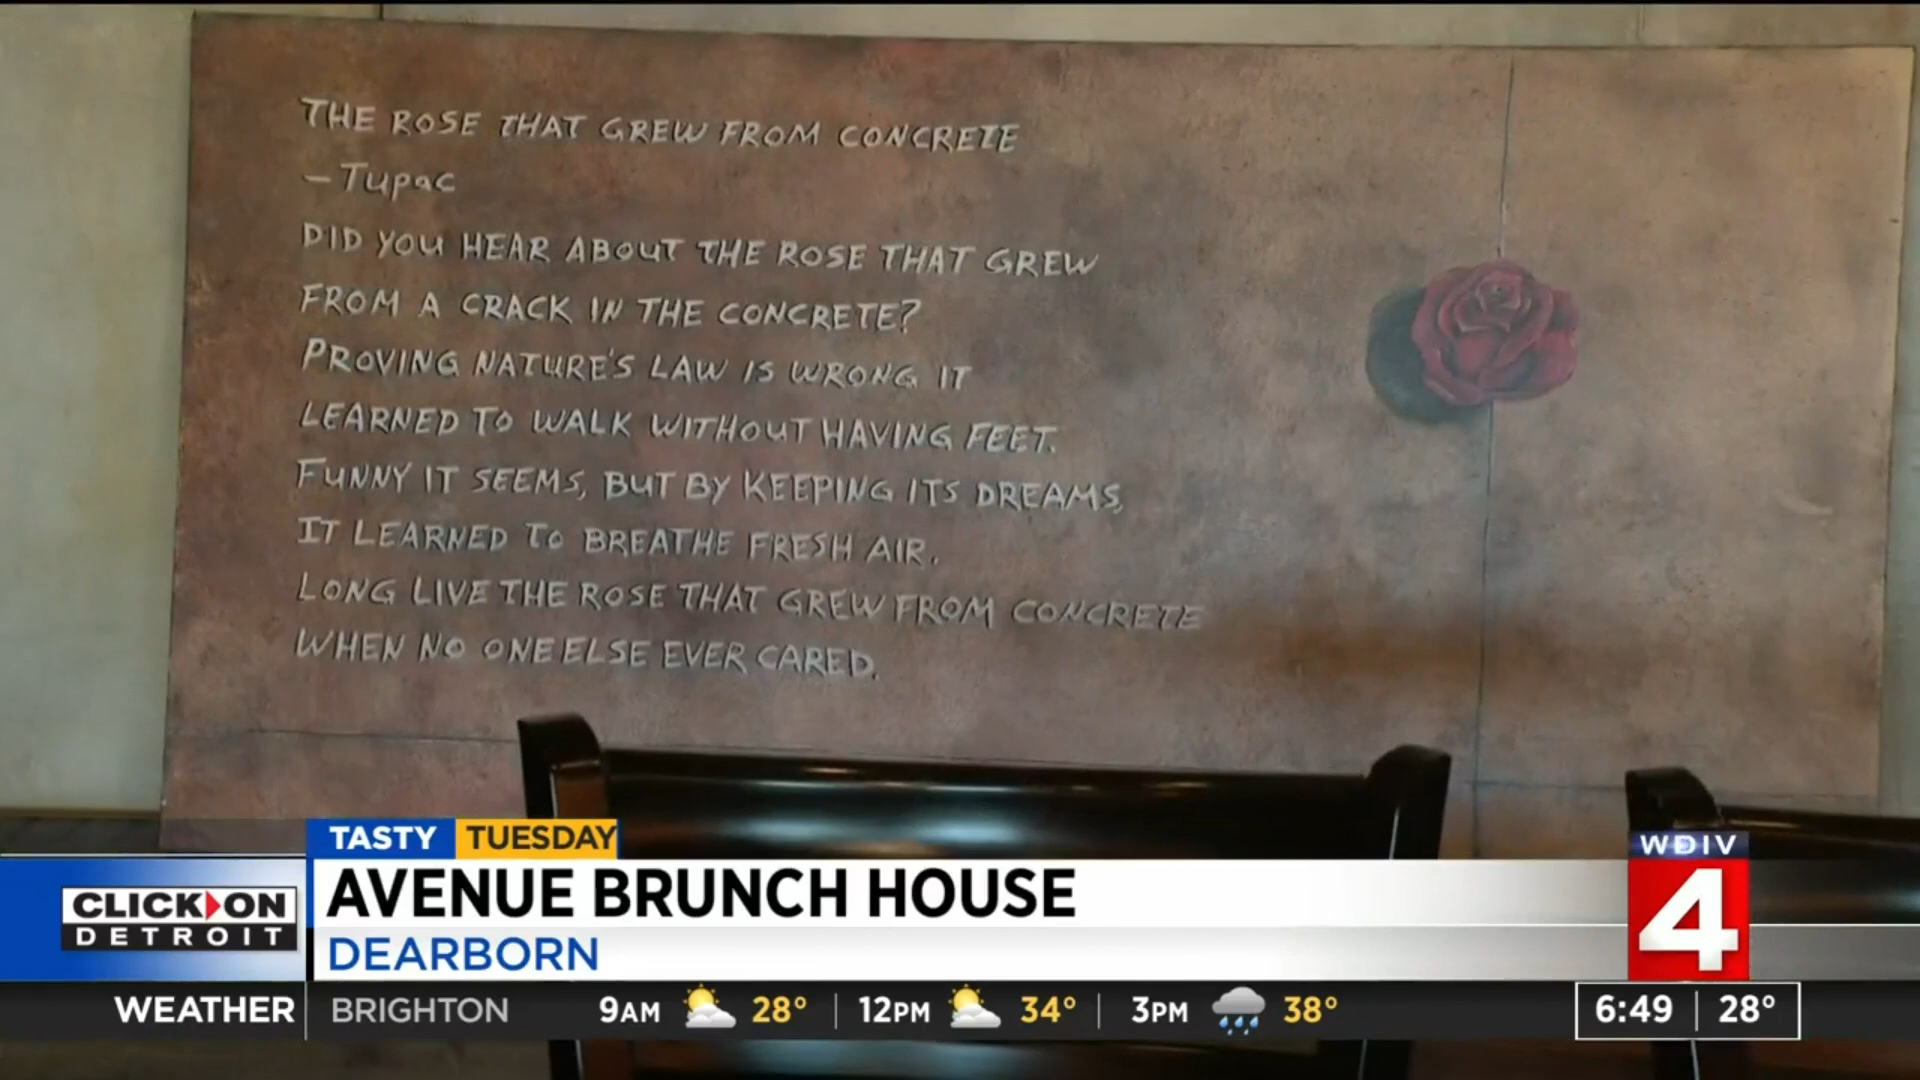 THE ROSE THAT GREW FROM CONCRETE
- Tupac
DID YOU HEAR ABOUT THE ROSE THAT GREW
FROM A CRACK IN THE CONCRETE?
PROVING NATURE'S LAW IS WRONG IT
LEARNED TO WALK WITHOUT HAVING FEET.
FUNNY IT SEEMS, BUT BY KEEPING ITS DREAMS,
IT LEARNED TO BREATHE FRESH AIR.
LONG LIVE THE ROSE THAT GREW FROM CONCRETE
WHEN NO ONE ELSE EVER CARED.
TASTY TUESDAY
AVENUE BRUNCH HOUSE
DEARBORN
CLICK ON
DETROIT
WDIV
4
WEATHER BRIGHTON 9AM 28° 12PM 34° 3PM 38° 6:49 28°